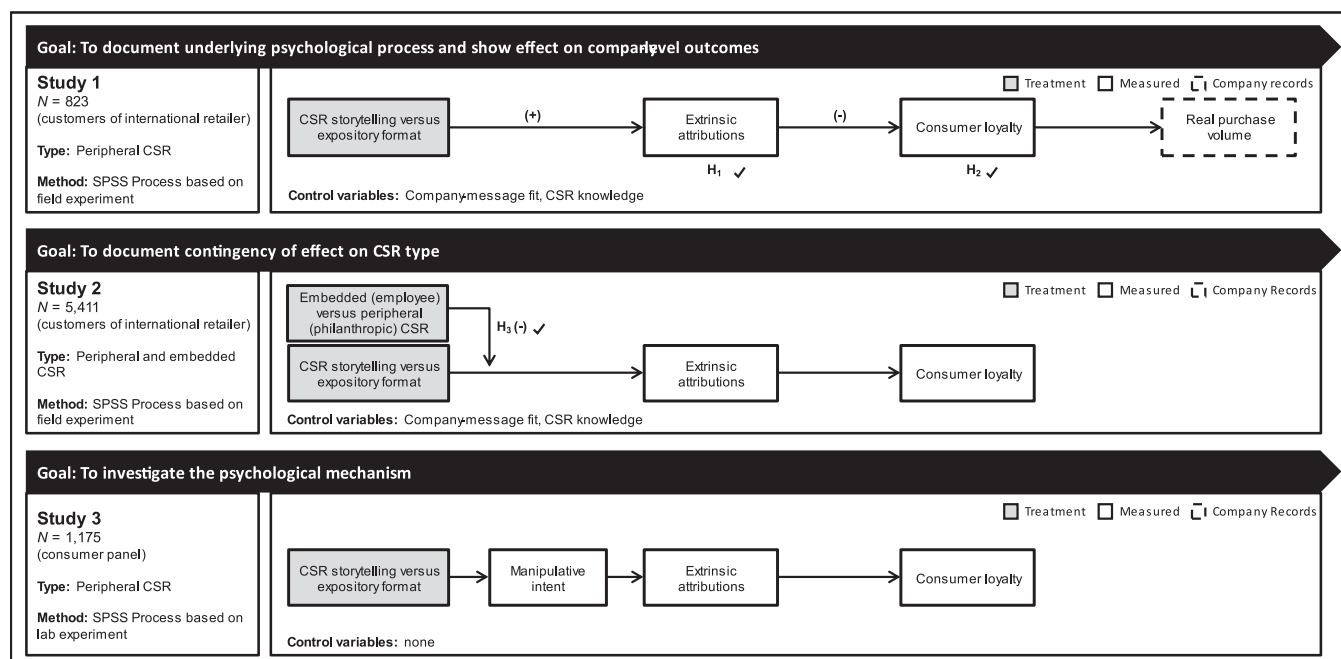 Goal: To document underlying psychological process and show effect on company-level outcomes
Study 1
N = 823
(customers of international retailer)
Type: Peripheral CSR
Method: SPSS Process based on
field experiment
Treatment Measured Company records
CSR storytelling versus
expository format
(+)
Extrinsic
attributions
(-)
Consumer loyalty
Real purchase
volume
H1 ✓
H2 ✓
Control variables: Company-message fit, CSR knowledge
Goal: To document contingency of effect on CSR type
Study 2
N = 5,411
(customers of international retailer)
Type: Peripheral and embedded
CSR
Method: SPSS Process based on
field experiment
Treatment Measured Company Records
Embedded (employee)
versus peripheral
(philanthropic) CSR
H3 (-) ✓
CSR storytelling versus
expository format
Extrinsic
attributions
Consumer loyalty
Control variables: Company-message fit, CSR knowledge
Goal: To investigate the psychological mechanism
Study 3
N = 1,175
(consumer panel)
Type: Peripheral CSR
Method: SPSS Process based on
lab experiment
Treatment Measured Company Records
CSR storytelling versus
expository format
Manipulative
intent
Extrinsic
attributions
Consumer loyalty
Control variables: none